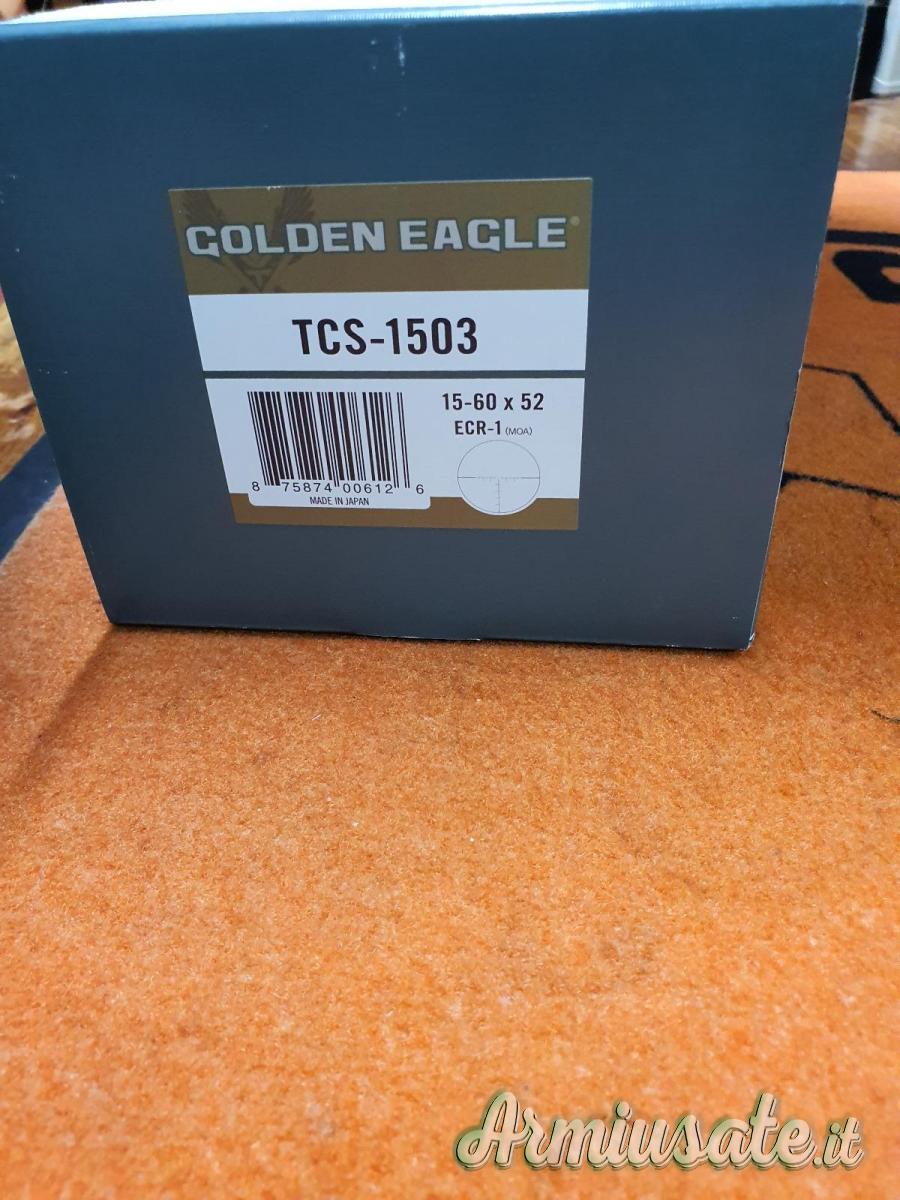 GOLDEN EAGLE®
TCS-1503
15-60 x 52
ECR-1 (MOA)
8 75874 00612 6
MADE IN JAPAN
Armiusate.it